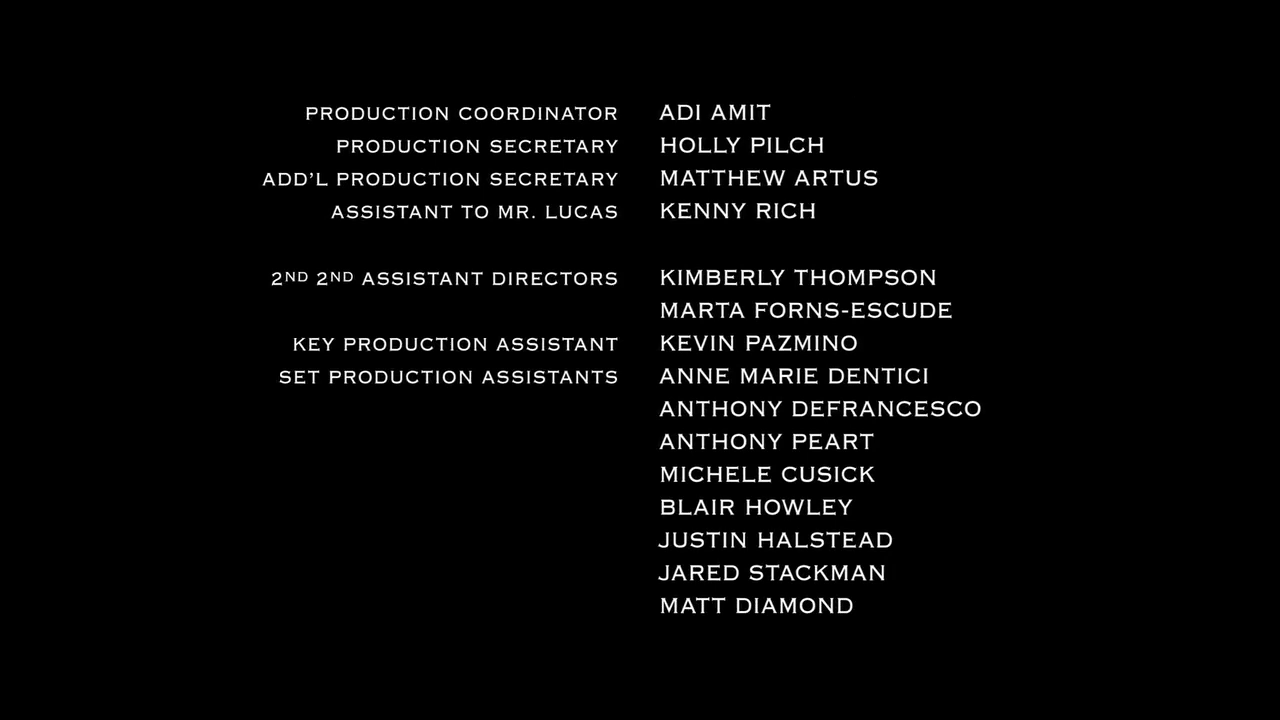 PRODUCTION COORDINATOR ADI AMIT
PRODUCTION SECRETARY HOLLY PILCH
ADD'L PRODUCTION SECRETARY MATTHEW ARTUS
ASSISTANT TO MR. LUCAS KENNY RICH
2ND 2ND ASSISTANT DIRECTORS KIMBERLY THOMPSON
MARTA FORNS-ESCUDE
KEY PRODUCTION ASSISTANT KEVIN PAZMINO
SET PRODUCTION ASSISTANTS ANNE MARIE DENTICI
ANTHONY DEFRANCESCO
ANTHONY PEART
MICHELE CUSICK
BLAIR HOWLEY
JUSTIN HALSTEAD
JARED STACKMAN
MATT DIAMOND